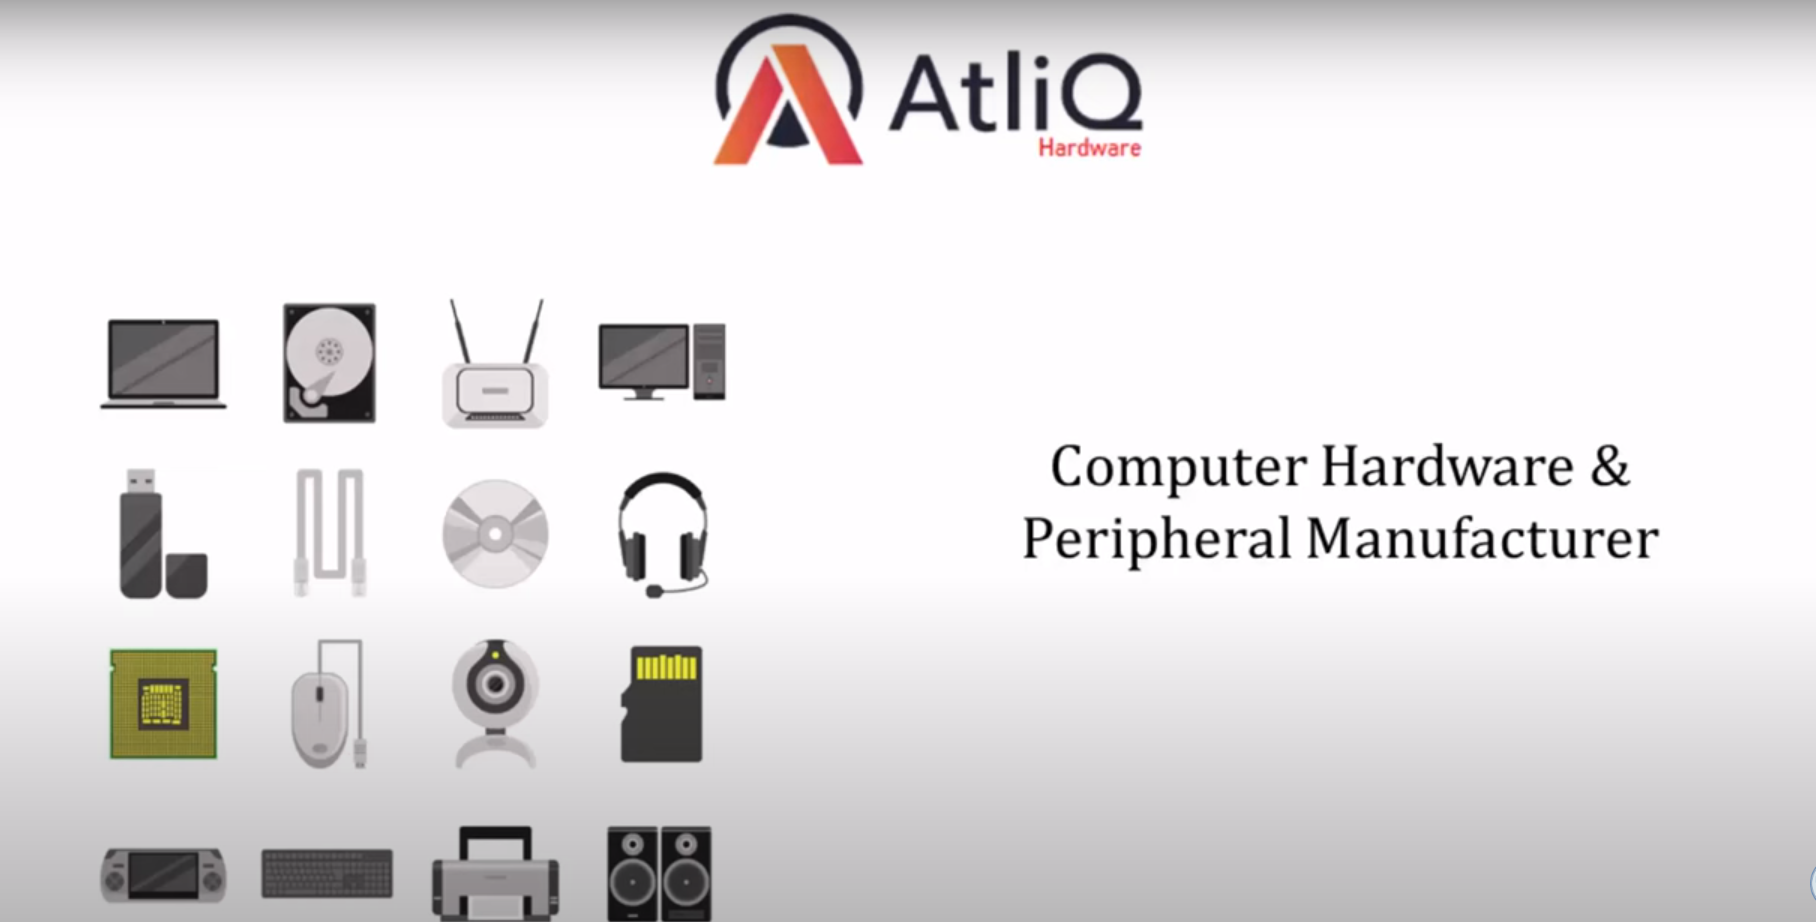 AtliQ
Hardware
Computer Hardware &
Peripheral Manufacturer